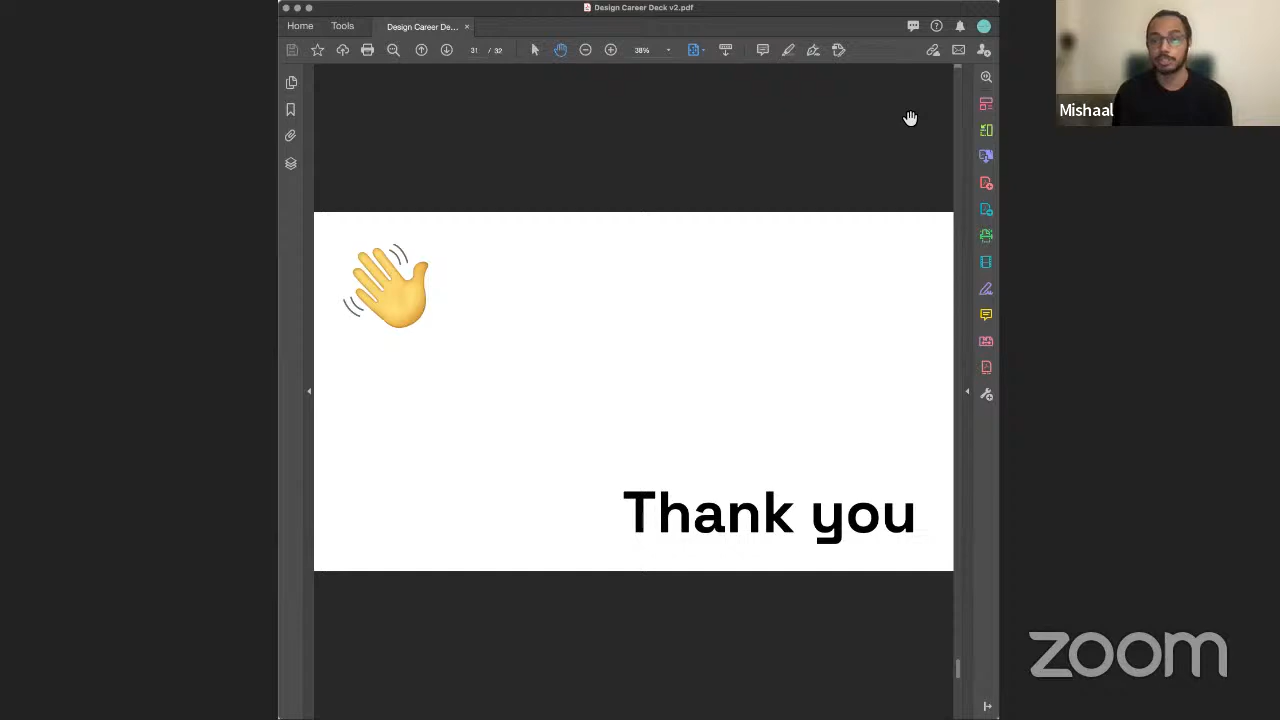 Design Career Deck v2.pdf
Home
Tools
Design Career De...
31 / 32
38%
Mishaal
Thank you
zoom